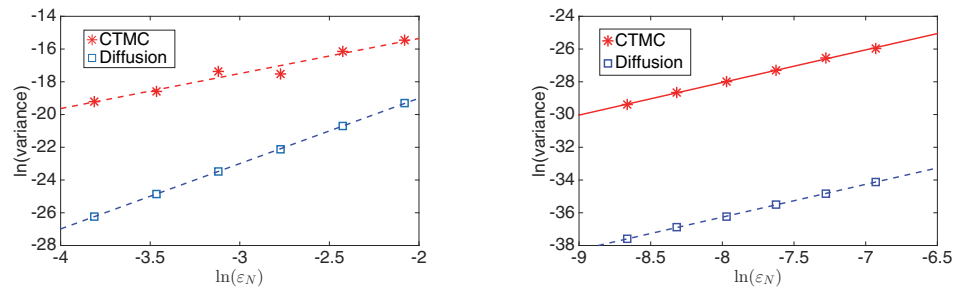 -14
-16
-18
-20
-22
-24
-26
-28
ln(variance)
CTMC
Diffusion
-4 -3.5 -3 -2.5 -2
ln(ε_N)
-24
-26
-28
-30
-32
-34
-36
-38
ln(variance)
CTMC
Diffusion
-9 -8.5 -8 -7.5 -7 -6.5
ln(ε_N)